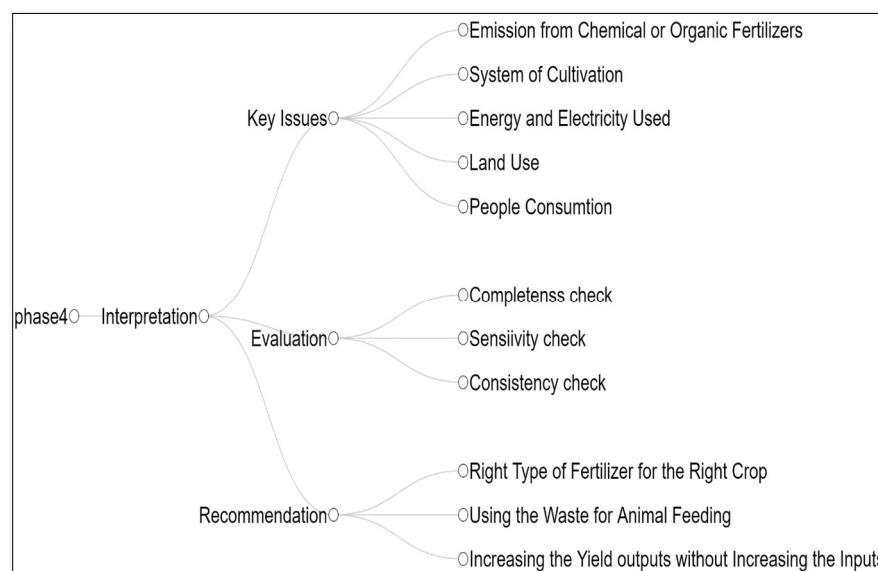 Emission from Chemical or Organic Fertilizers
System of Cultivation
Key Issues
Energy and Electricity Used
Land Use
People Consumtion
Completenss check
phase4
Interpretation
Evaluation
Sensiivity check
Consistency check
Right Type of Fertilizer for the Right Crop
Recommendation
Using the Waste for Animal Feeding
Increasing the Yield outputs without Increasing the Inputs